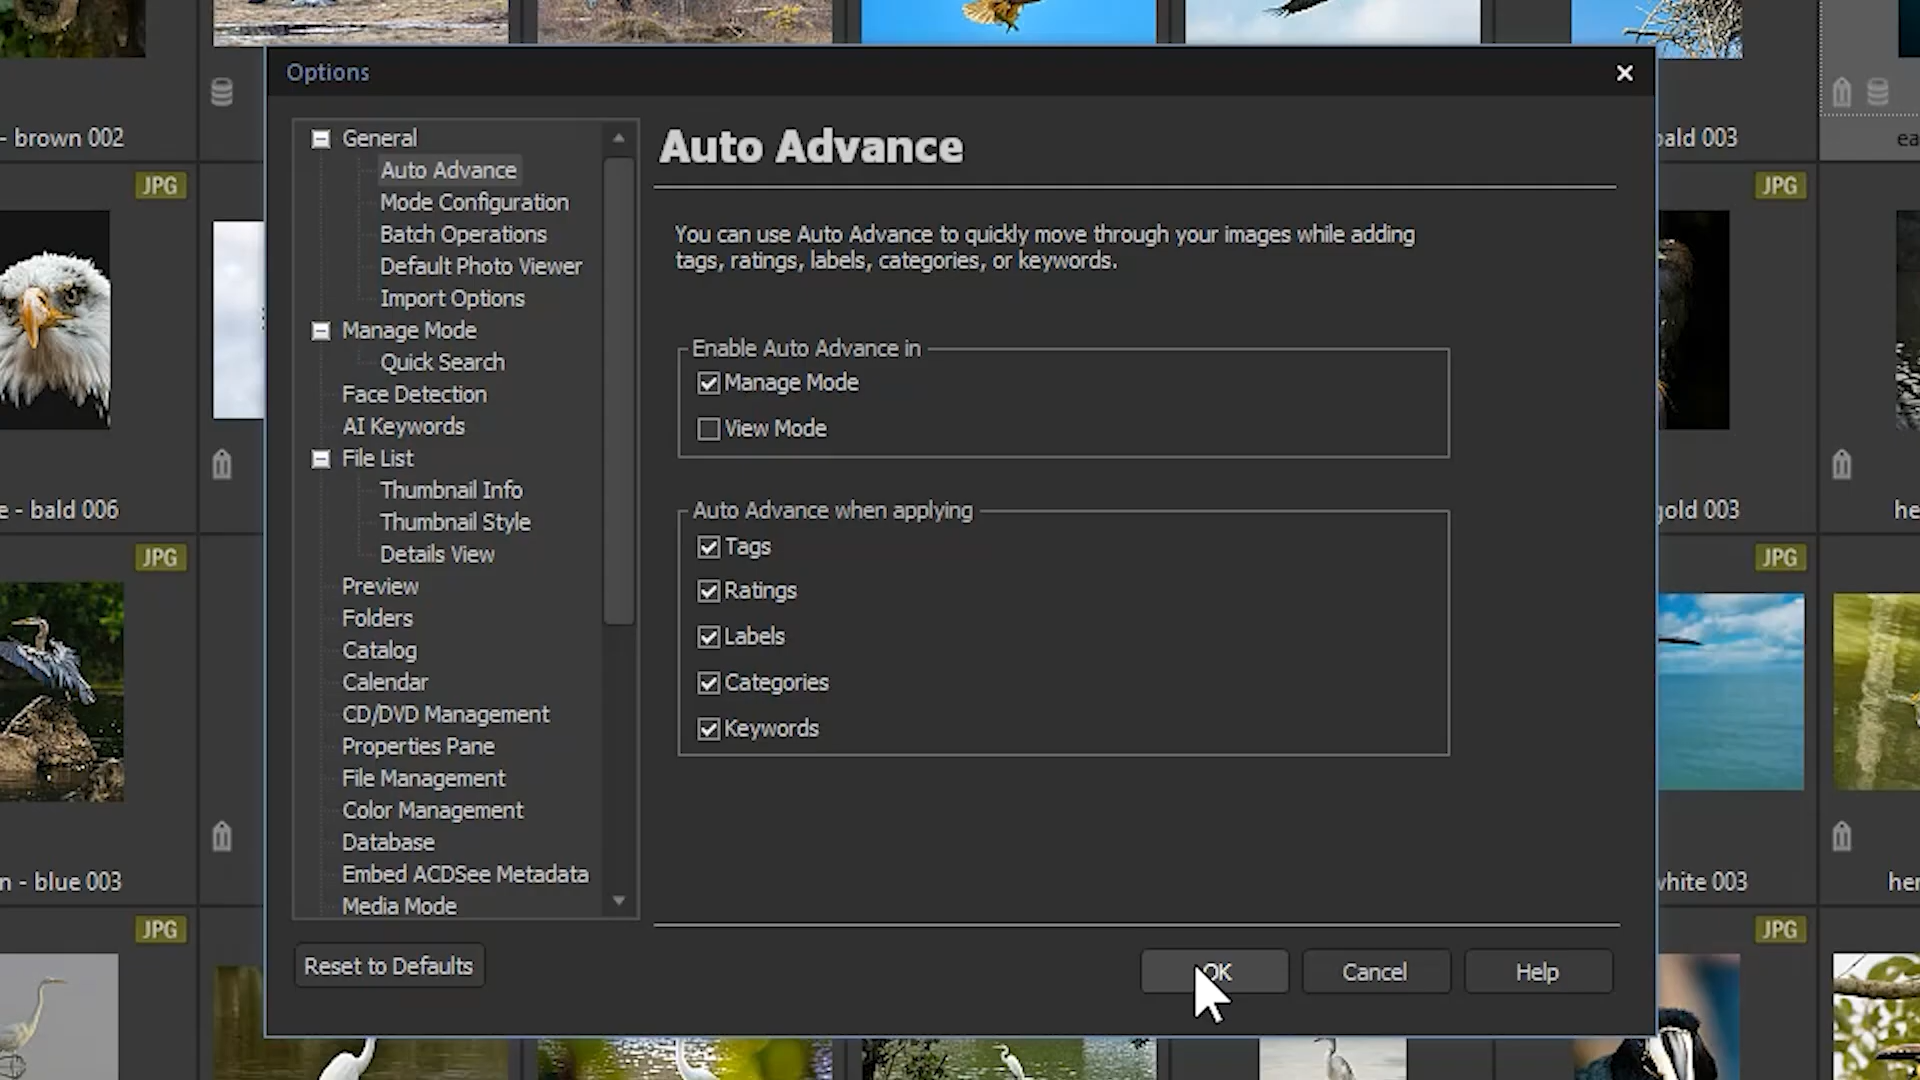 Options
General
Auto Advance
Mode Configuration
Batch Operations
Default Photo Viewer
Import Options
Manage Mode
Quick Search
Face Detection
AI Keywords
File List
Thumbnail Info
Thumbnail Style
Details View
Preview
Folders
Catalog
Calendar
CD/DVD Management
Properties Pane
File Management
Color Management
Database
Embed ACDSee Metadata
Media Mode
Reset to Defaults
Auto Advance
You can use Auto Advance to quickly move through your images while adding
tags, ratings, labels, categories, or keywords.
Enable Auto Advance in
Manage Mode
View Mode
Auto Advance when applying
Tags
Ratings
Labels
Categories
Keywords
OK
Cancel
Help
- brown 002
bald 003
JPG
JPG
e - bald 006
gold 003
JPG
JPG
n - blue 003
white 003
JPG
JPG